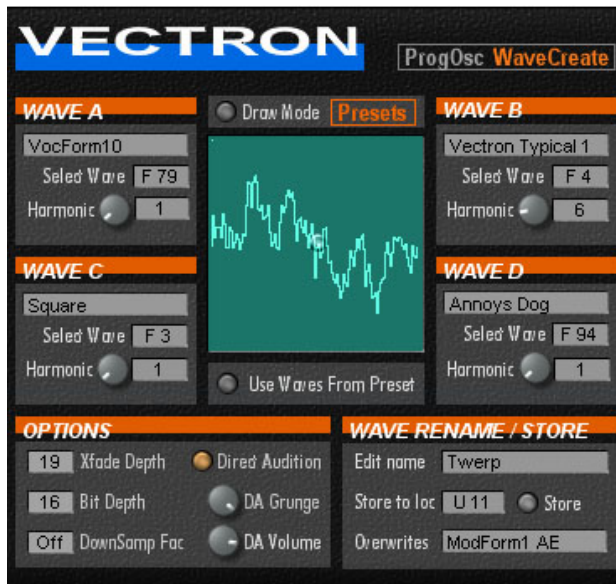 VECTRON
ProgOsc WaveCreate
WAVE A
VocForm10
Select Wave F 79
Harmonic 1
Draw Mode Presets
WAVE B
Vectron Typical 1
Select Wave F 4
Harmonic 6
WAVE C
Square
Select Wave F 3
Harmonic 1
Use Waves From Preset
WAVE D
Annoys Dog
Select Wave F 94
Harmonic 1
OPTIONS
19 Xfade Depth Direct Audition
16 Bit Depth DA Grunge
Off DownSamp Fac DA Volume
WAVE RENAME / STORE
Edit name Twerp
Store to loc U 11 Store
Overwrites ModForm1 AE